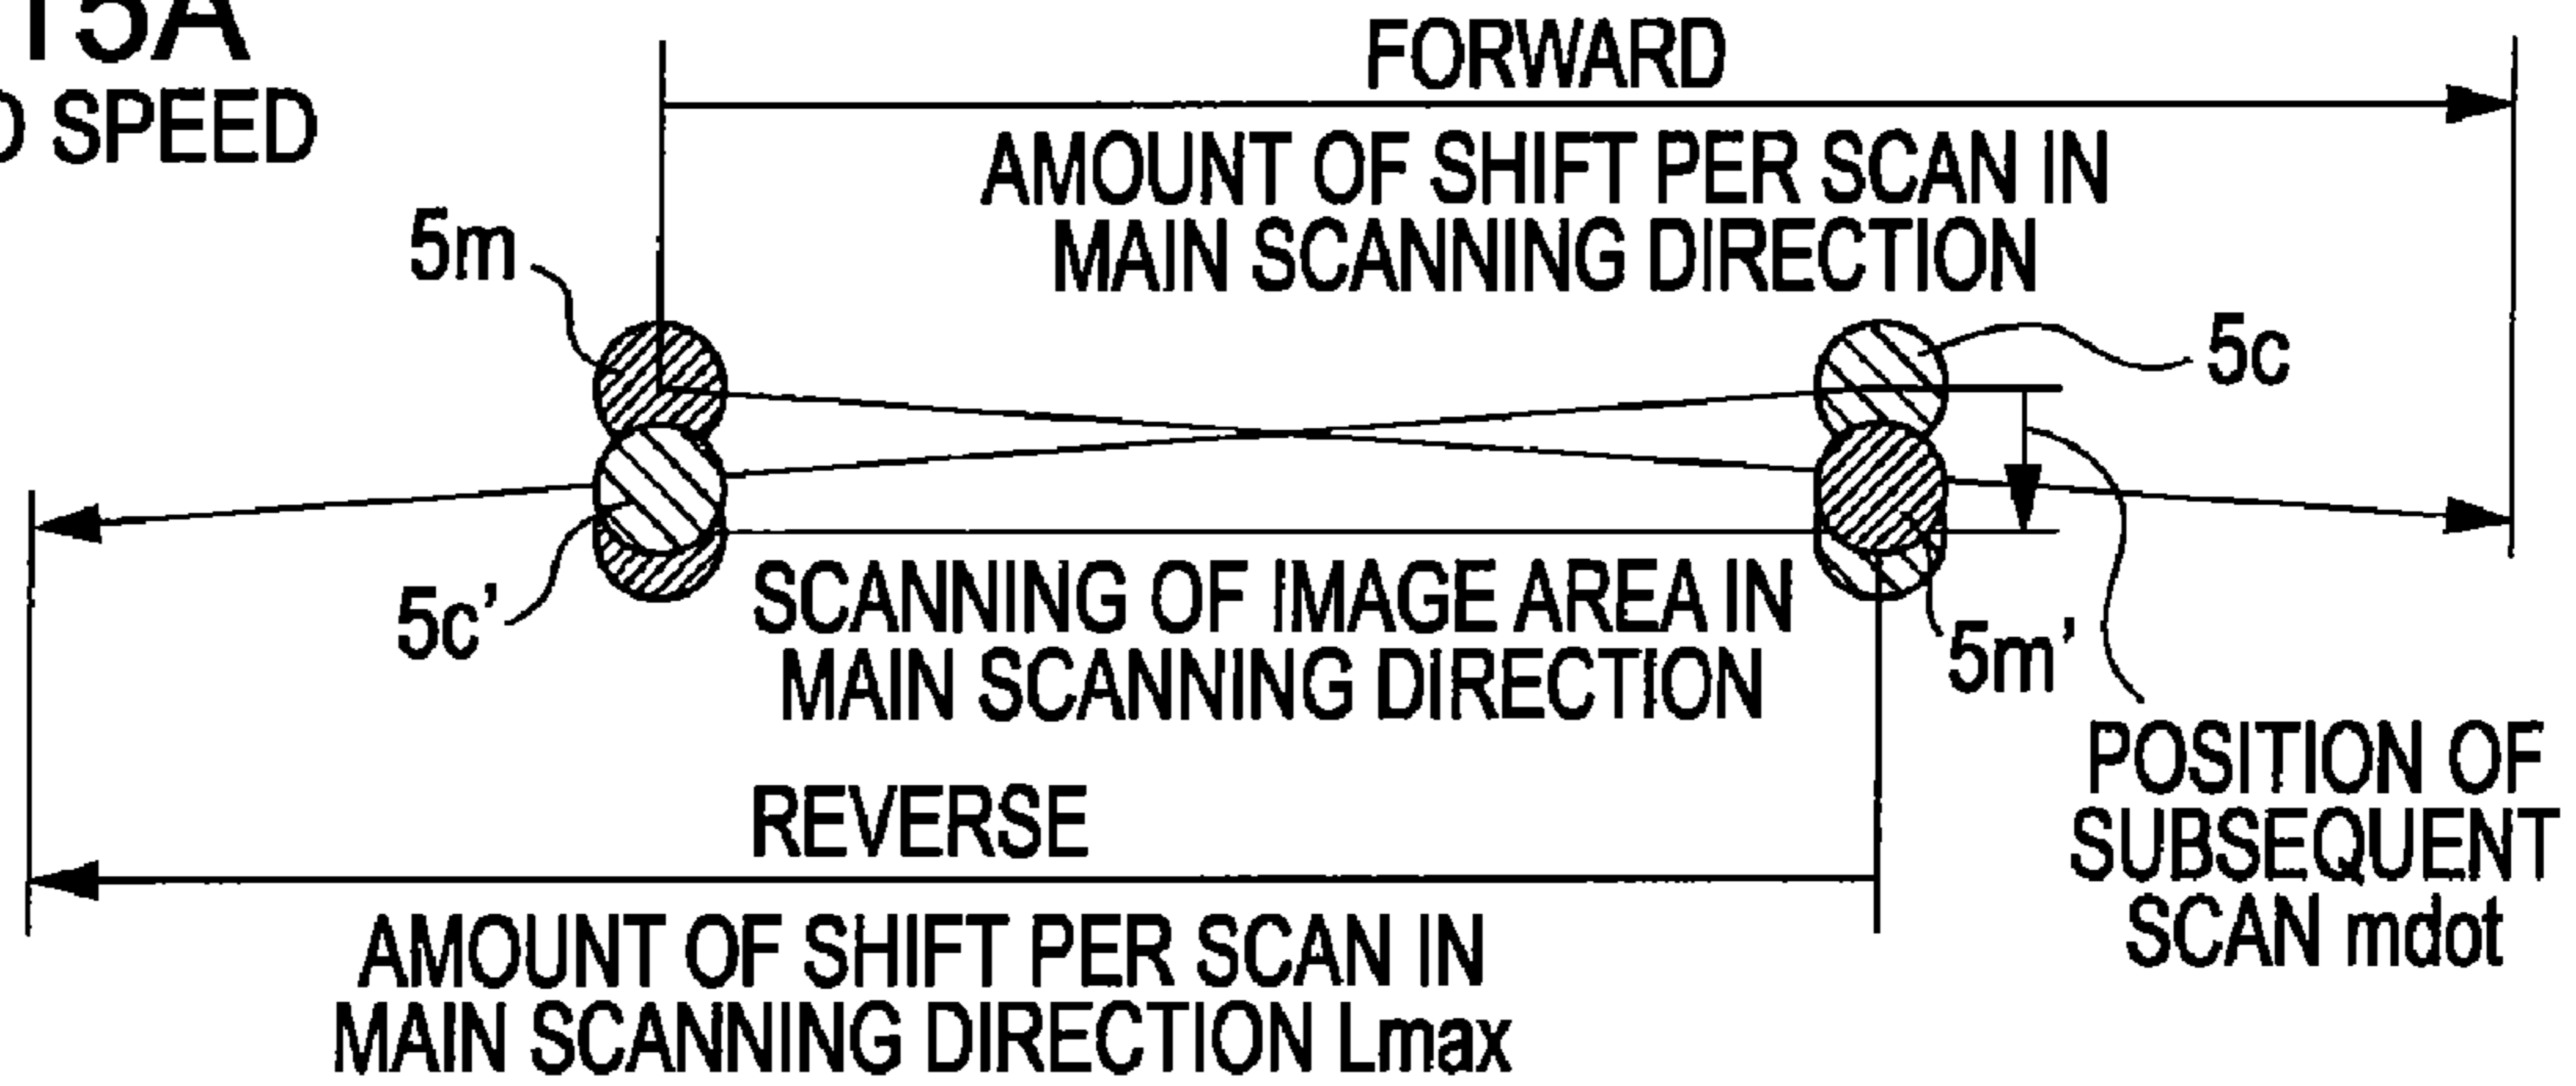 15A
SPEED
FORWARD
AMOUNT OF SHIFT PER SCAN IN
MAIN SCANNING DIRECTION
5m
5c
5c’
5m’
SCANNING OF IMAGE AREA IN
MAIN SCANNING DIRECTION
POSITION OF
SUBSEQUENT
SCAN mdot
REVERSE
AMOUNT OF SHIFT PER SCAN IN
MAIN SCANNING DIRECTION Lmax